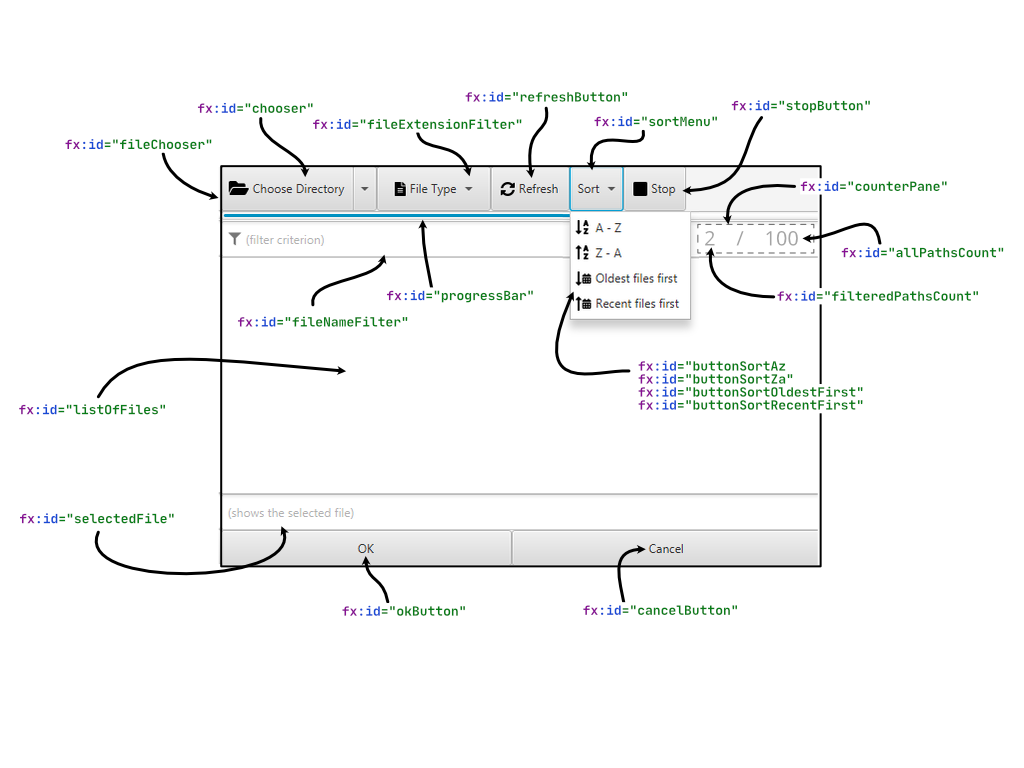 fx:id="refreshButton"
fx:id="chooser"
fx:id="stopButton"
fx:id="fileExtensionFilter"
fx:id="sortMenu"
fx:id="fileChooser"
Choose Directory
File Type
Refresh
Sort
Stop
fx:id="counterPane"
A - Z
Z - A
Oldest files first
Recent files first
(filter criterion)
2 / 100
fx:id="allPathsCount"
fx:id="progressBar"
fx:id="filteredPathsCount"
fx:id="fileNameFilter"
fx:id="buttonSortAz
fx:id="buttonSortZa"
fx:id="buttonSortOldestFirst"
fx:id="buttonSortRecentFirst"
fx:id="listOfFiles"
(shows the selected file)
fx:id="selectedFile"
OK
Cancel
fx:id="okButton"
fx:id="cancelButton"